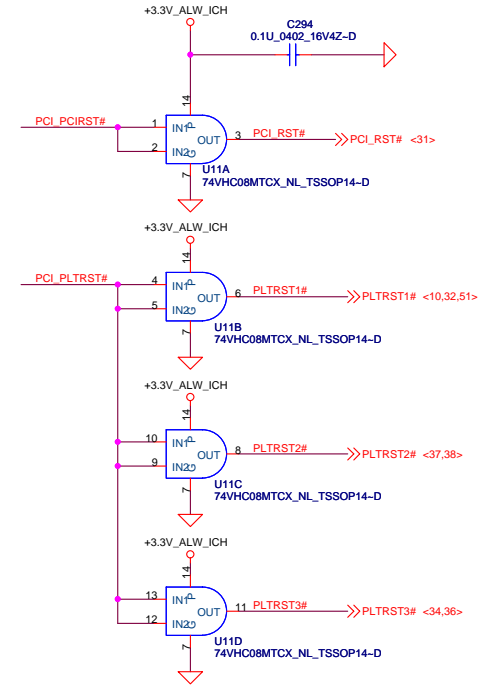 +3.3V_ALW_ICH
C294
0.1U_0402_16V4Z~D
14
PCI_PCIRST#
1
IN1
P
OUT
3
PCI_RST#
PCI_RST# <31>
2
IN2
G
7
U11A
74VHC08MTCX_NL_TSSOP14~D
+3.3V_ALW_ICH
14
PCI_PLTRST#
4
IN1
P
OUT
6
PLTRST1#
PLTRST1# <10,32,51>
5
IN2
G
7
U11B
74VHC08MTCX_NL_TSSOP14~D
+3.3V_ALW_ICH
14
10
IN1
P
OUT
8
PLTRST2#
PLTRST2# <37,38>
9
IN2
G
7
U11C
74VHC08MTCX_NL_TSSOP14~D
+3.3V_ALW_ICH
14
13
IN1
P
OUT
11
PLTRST3#
PLTRST3# <34,36>
12
IN2
G
7
U11D
74VHC08MTCX_NL_TSSOP14~D